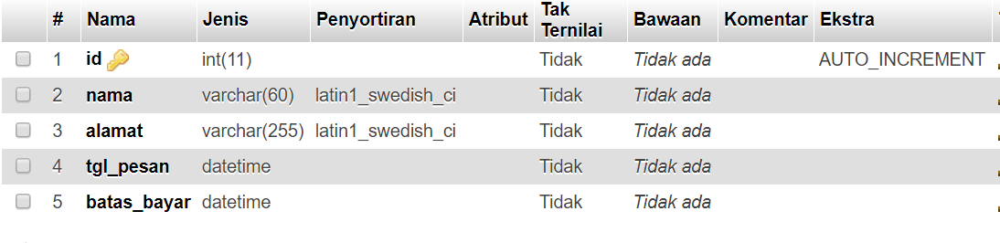 # Nama Jenis Penyortiran Atribut Tak Ternilai Bawaan Komentar Ekstra
1 id int(11) Tidak Tidak ada AUTO_INCREMENT
2 nama varchar(60) latin1_swedish_ci Tidak Tidak ada
3 alamat varchar(255) latin1_swedish_ci Tidak Tidak ada
4 tgl_pesan datetime Tidak Tidak ada
5 batas_bayar datetime Tidak Tidak ada